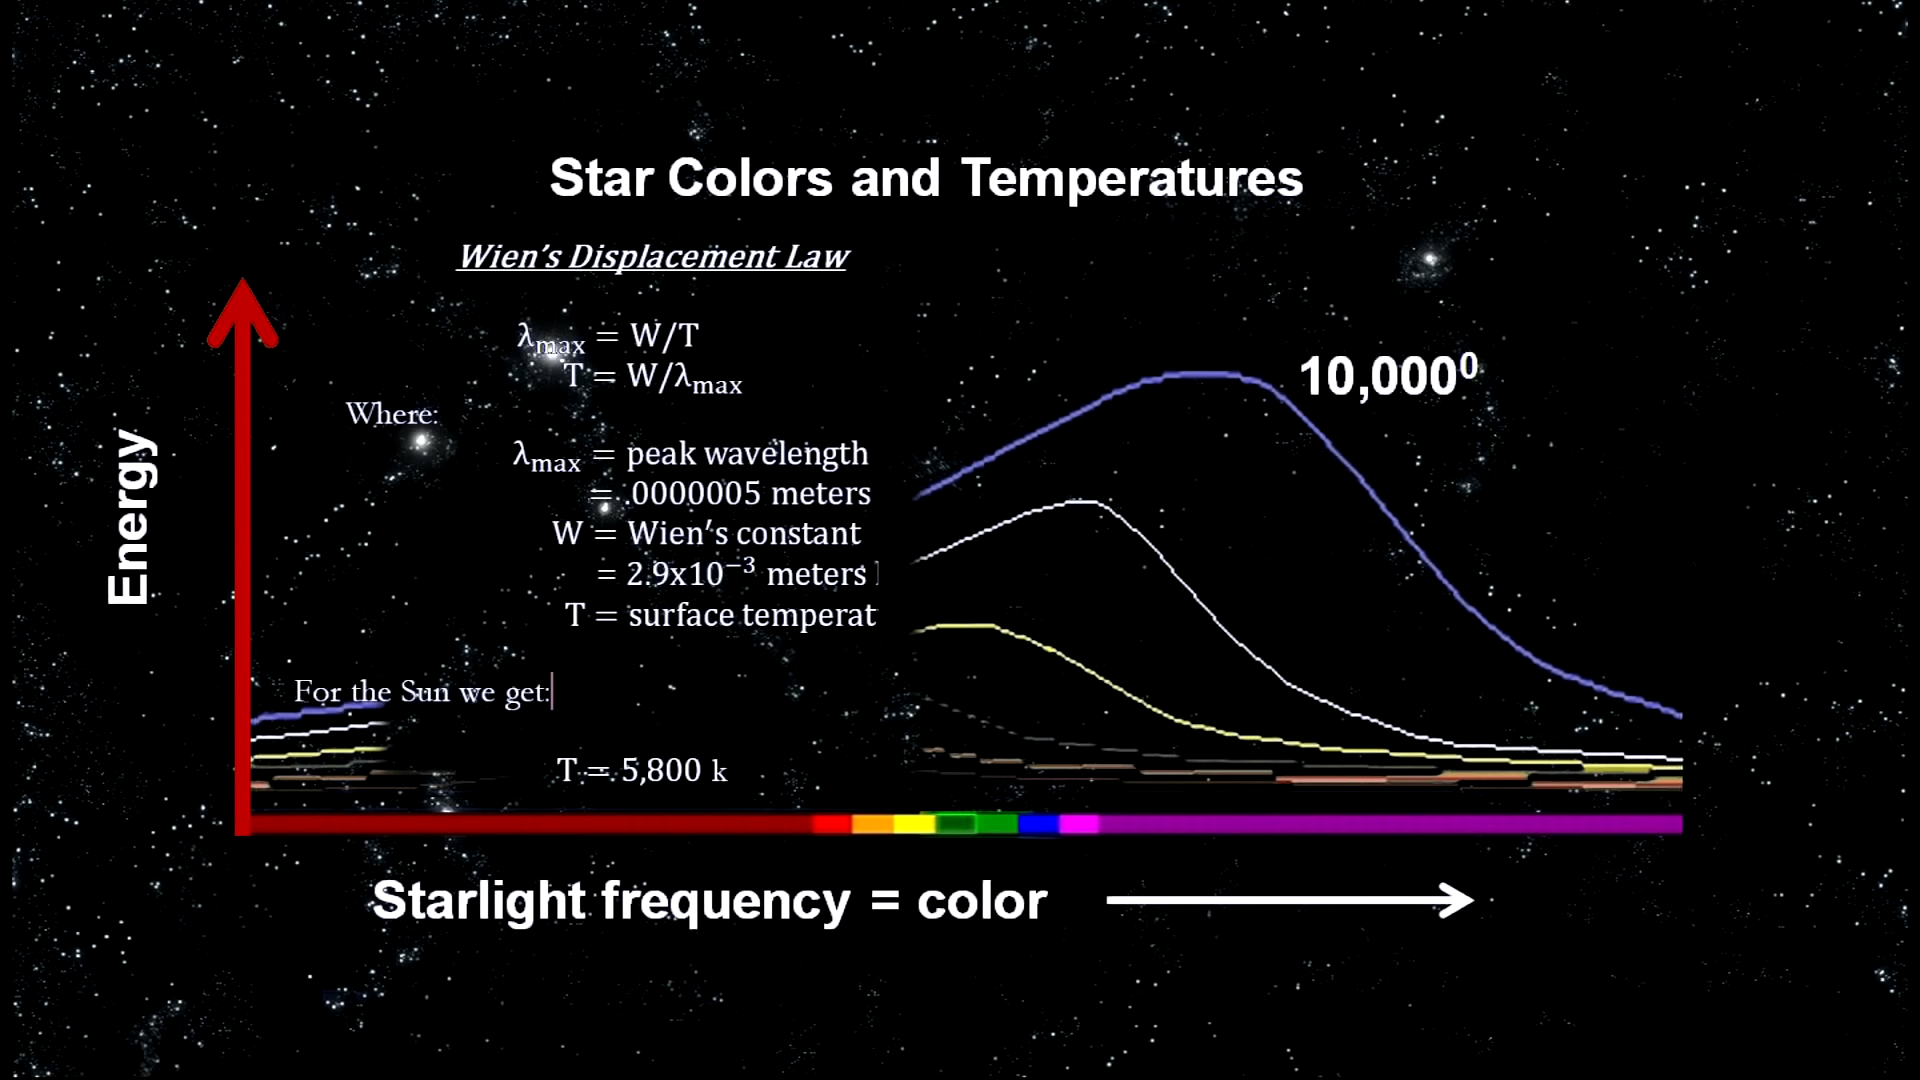 Star Colors and Temperatures
Wien's Displacement Law
λmax = W/T
T = W/λmax
Where:
λmax = peak wavelength
= .0000005 meters
W = Wien's constant
= 2.9x10⁻³ meters
T = surface
For the Sun we get:
T = 5,800 k
10,000⁰
Energy
Starlight frequency = color